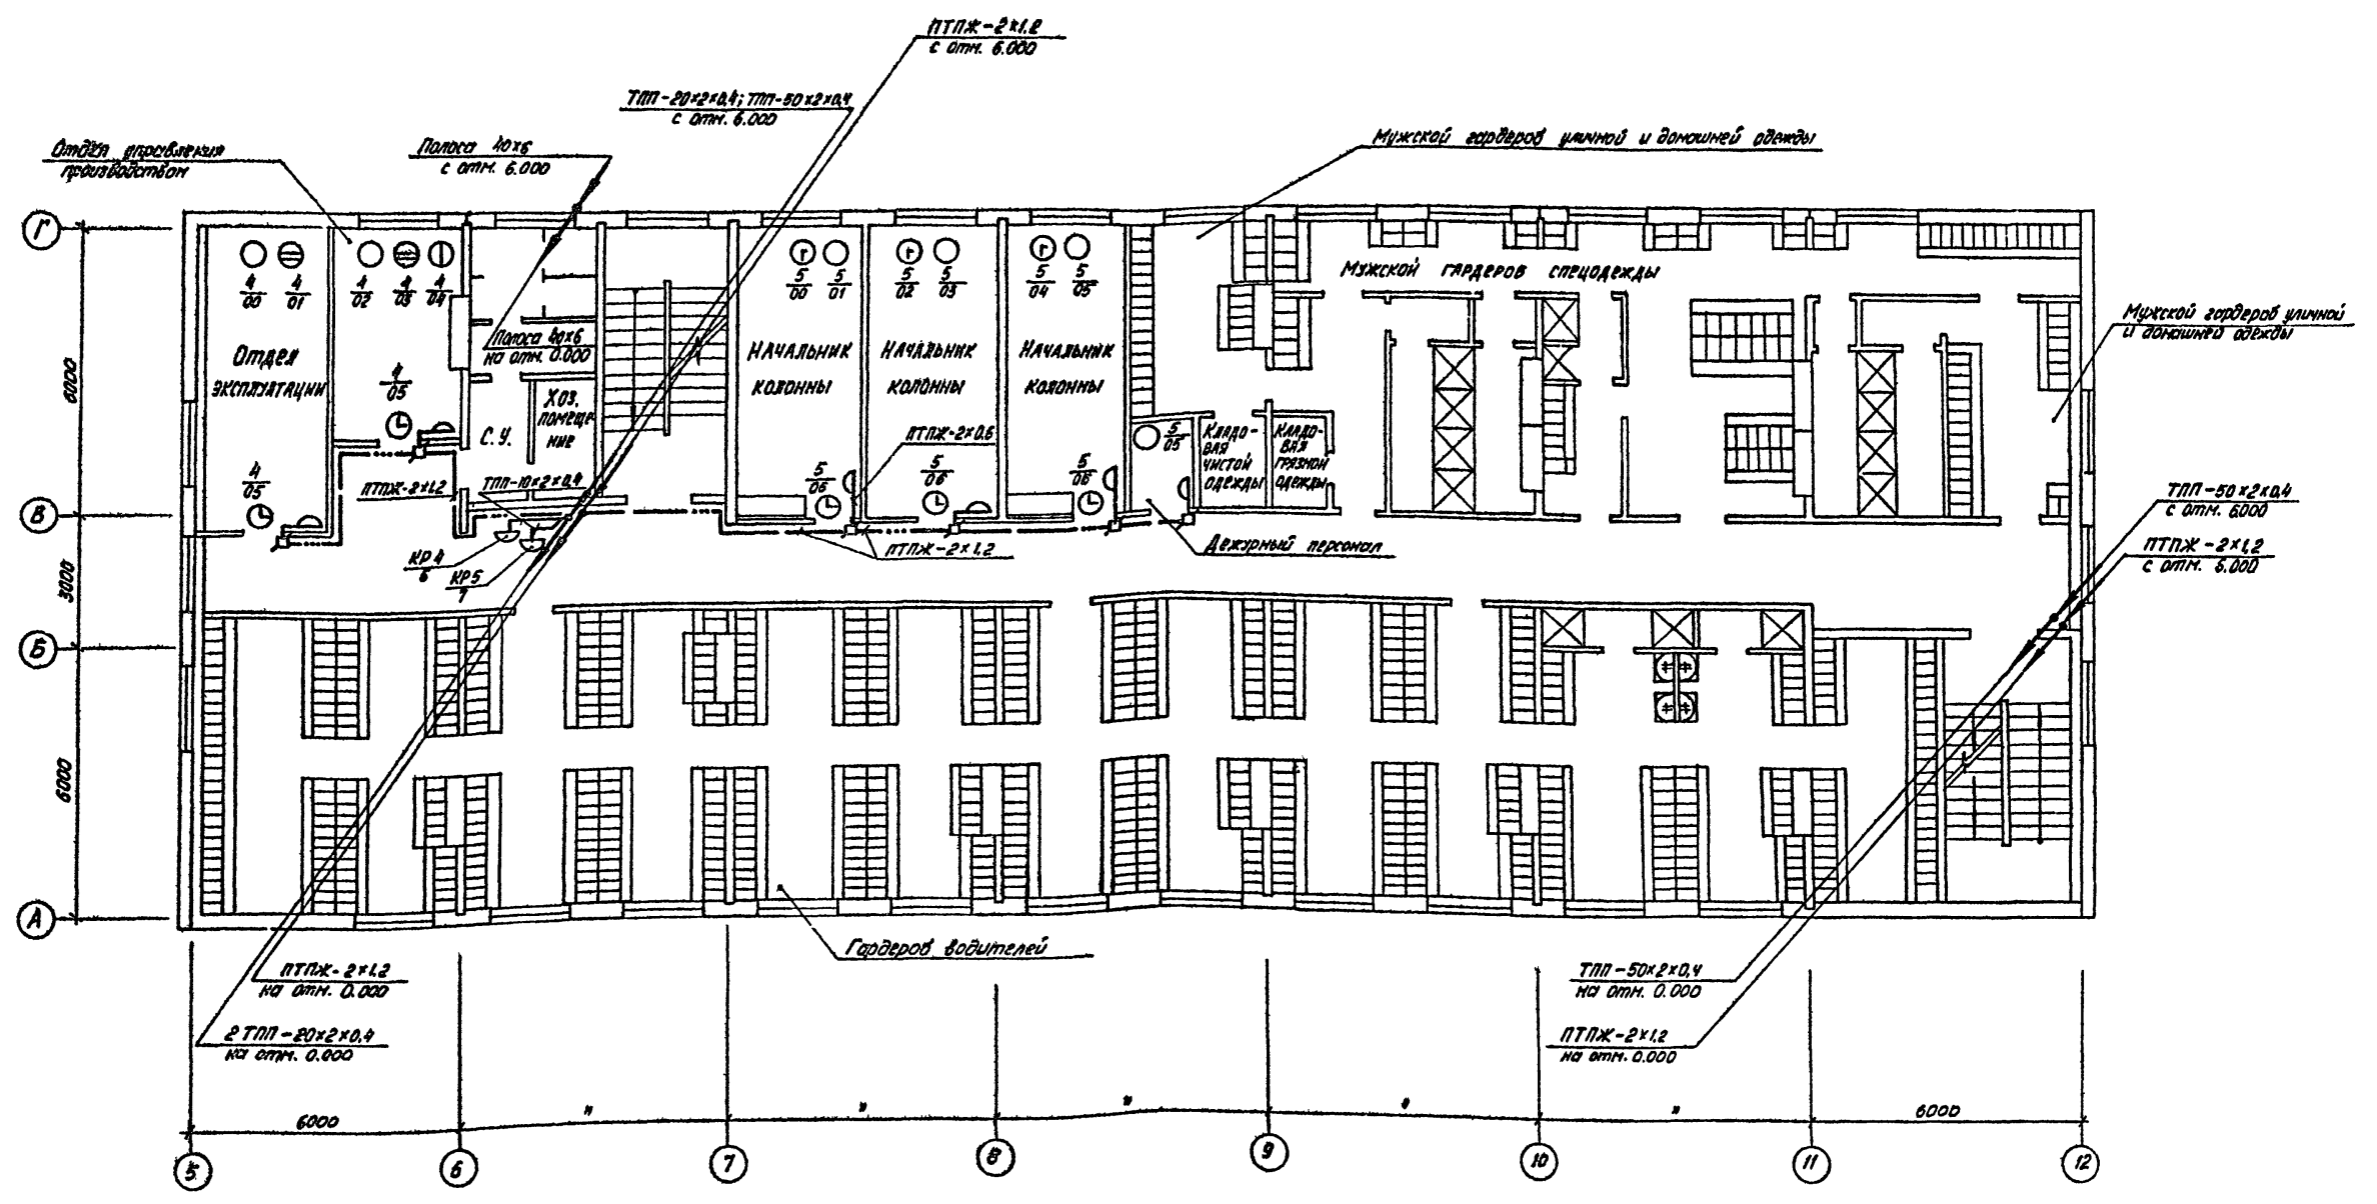 ПТПЖ-2×1.2
с отм. 6.000
ТПП-20×2×0,4; ТПП-50×2×0,4
с отм. 6.000
Полоса 40×6
с отм. 6.000
Отдел управления
производством
Мужской гардероб уличной и домашней одежды
Г
4
00
4
01
4
02
4
03
4
04
5
00
5
01
5
02
5
03
5
04
5
05
Мужской гардероб спецодежды
Мужской гардероб уличной
и домашней одежды
Отдел
эксплуатации
Полоса 40×6
на отм. 0.000
Начальник
колонны
Начальник
колонны
Начальник
колонны
4
05
Хоз.
помеще-
ние
С.У.
6000
ПТПЖ-2×0.6
5
05
Кладо-
вая
чистой
одежды
Кладо-
вая
грязной
одежды
4
05
ПТПЖ-2×1.2
ТПП-10×2×0,4
5
06
5
06
5
06
В
ТПП-50×2×0,4
с отм. 6.000
ПТПЖ-2×1,2
с отм. 6.000
КР4
6
КР5
7
ПТПЖ-2×1,2
Дежурный персонал
3000
Б
6000
А
Гардероб водителей
ПТПЖ-2×1.2
на отм. 0.000
2 ТПП-20×2×0,4
на отм. 0.000
ТПП-50×2×0,4
на отм. 0.000
ПТПЖ-2×1.2
на отм. 0.000
6000
"
"
"
"
"
6000
5
6
7
8
9
10
11
12